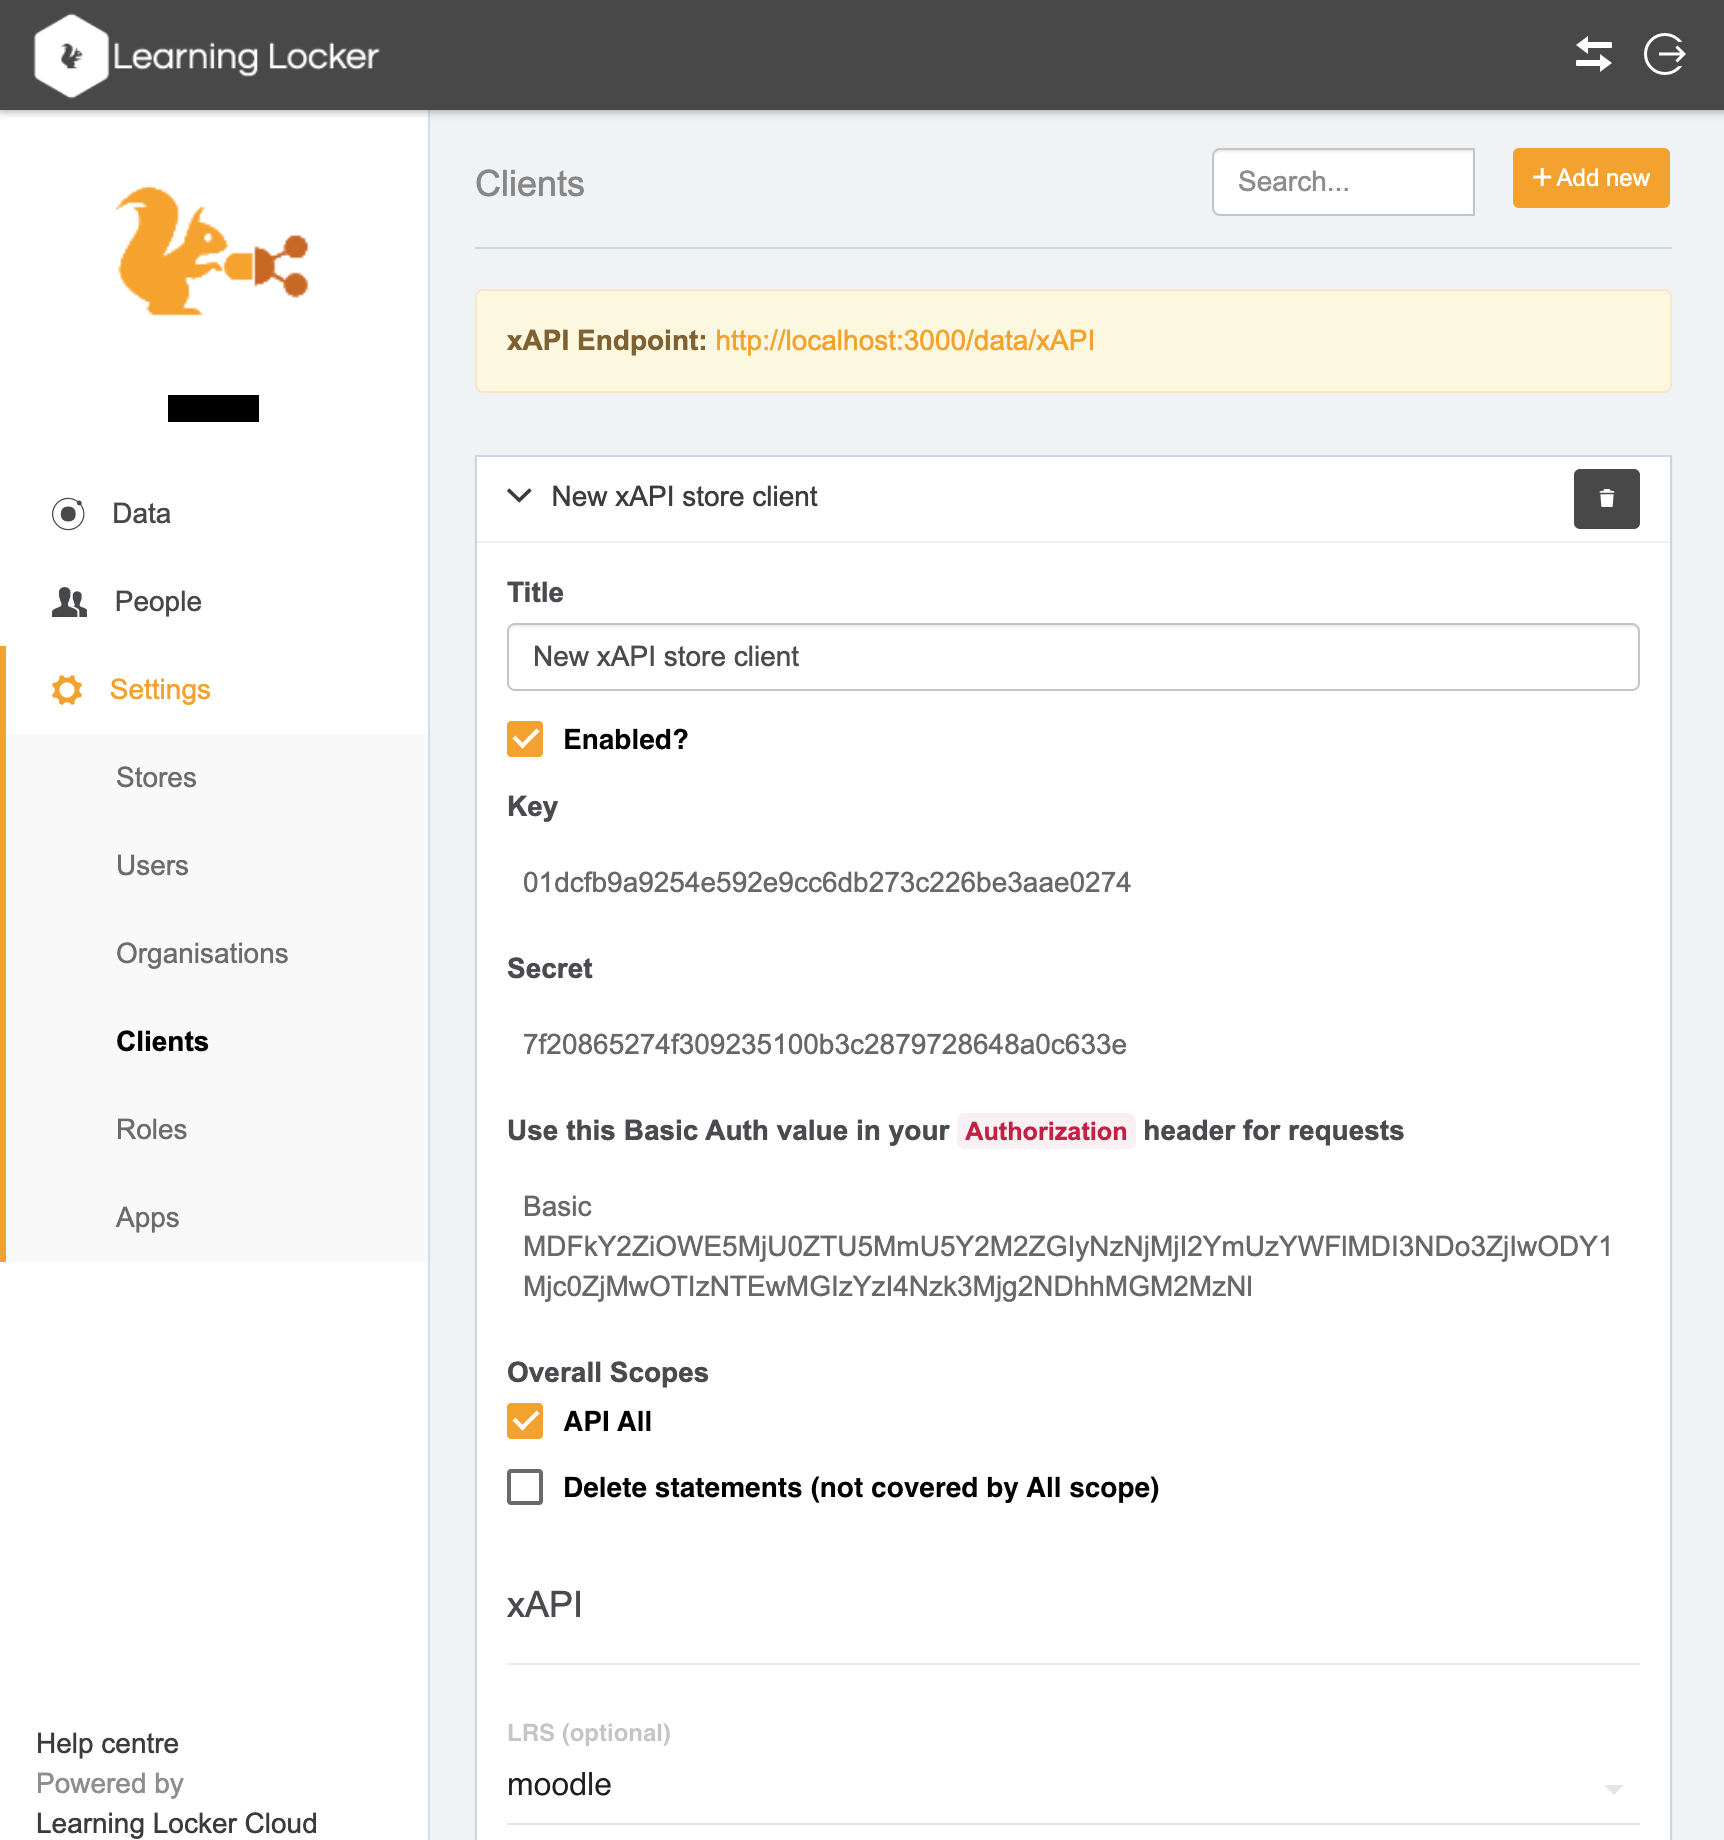 Learning Locker
Clients
Search...
+ Add new
xAPI Endpoint: http://localhost:3000/data/xAPI
Data
People
Settings
Stores
Users
Organisations
Clients
Roles
Apps
Help centre
Powered by
Learning Locker Cloud
New xAPI store client
Title
New xAPI store client
Enabled?
Key
01dcfb9a9254e592e9cc6db273c226be3aae0274
Secret
7f20865274f309235100b3c2879728648a0c633e
Use this Basic Auth value in your Authorization header for requests
Basic
MDFkY2ZiOWE5MjU0ZTU5MmU5Y2M2ZGIyNzNjMjI2YmUzYWFlMDI3NDo3ZjIwODY1
Mjc0ZjMwOTIzNTEwMGIzYzI4Nzk3Mjg2NDhhMGM2MzNl
Overall Scopes
API All
Delete statements (not covered by All scope)
xAPI
LRS (optional)
moodle